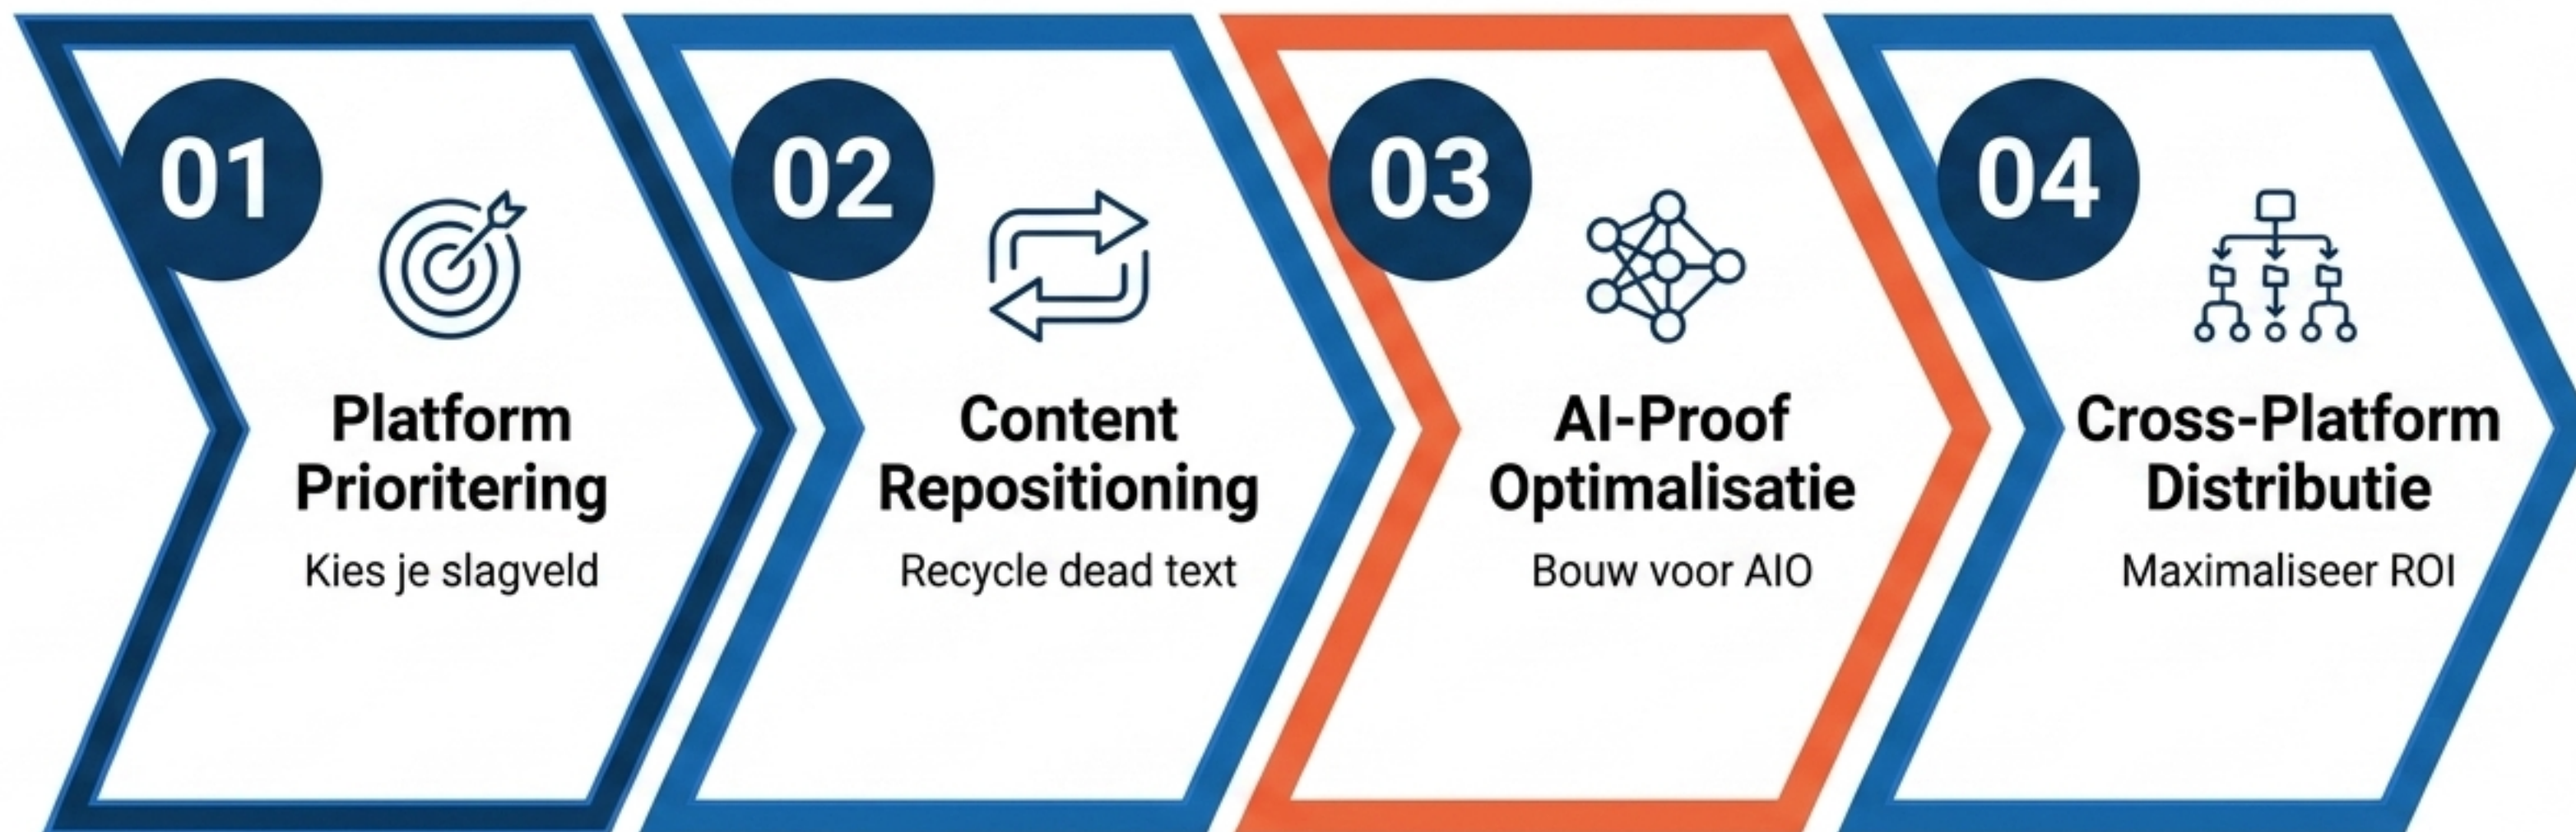 01
Platform
Prioritering
Kies je slagveld
02
Content
Repositioning
Recycle dead text
03
AI-Proof
Optimalisatie
Bouw voor AIO
04
Cross-Platform
Distributie
Maximaliseer ROI